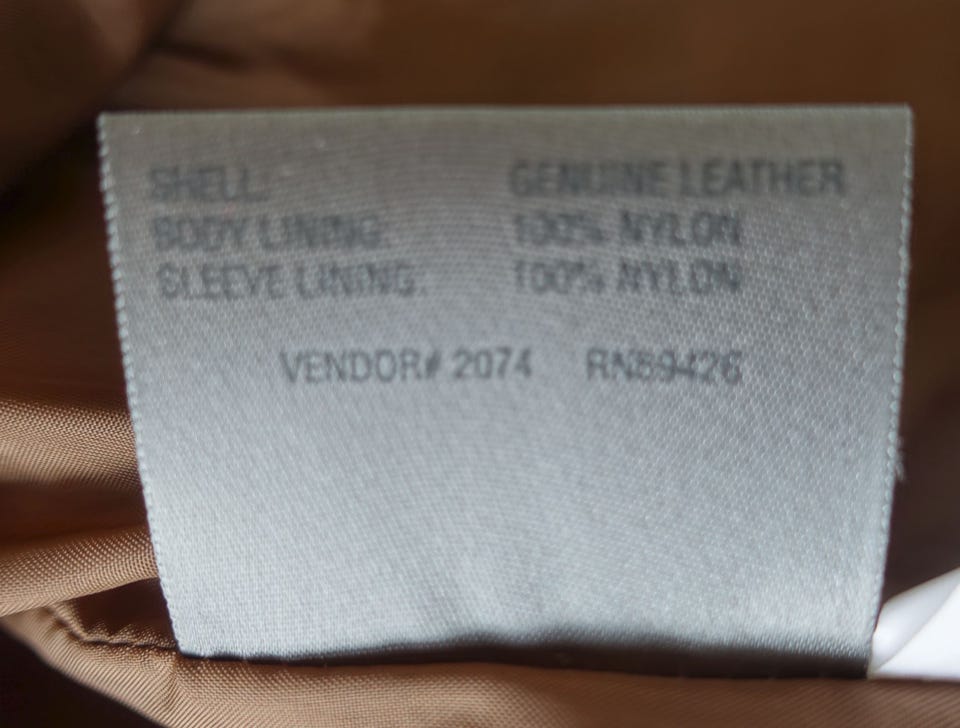 SHELL: GENUINE LEATHER
BODY LINING: 100% NYLON
SLEEVE LINING: 100% NYLON
VENDOR# 2074 RN89426